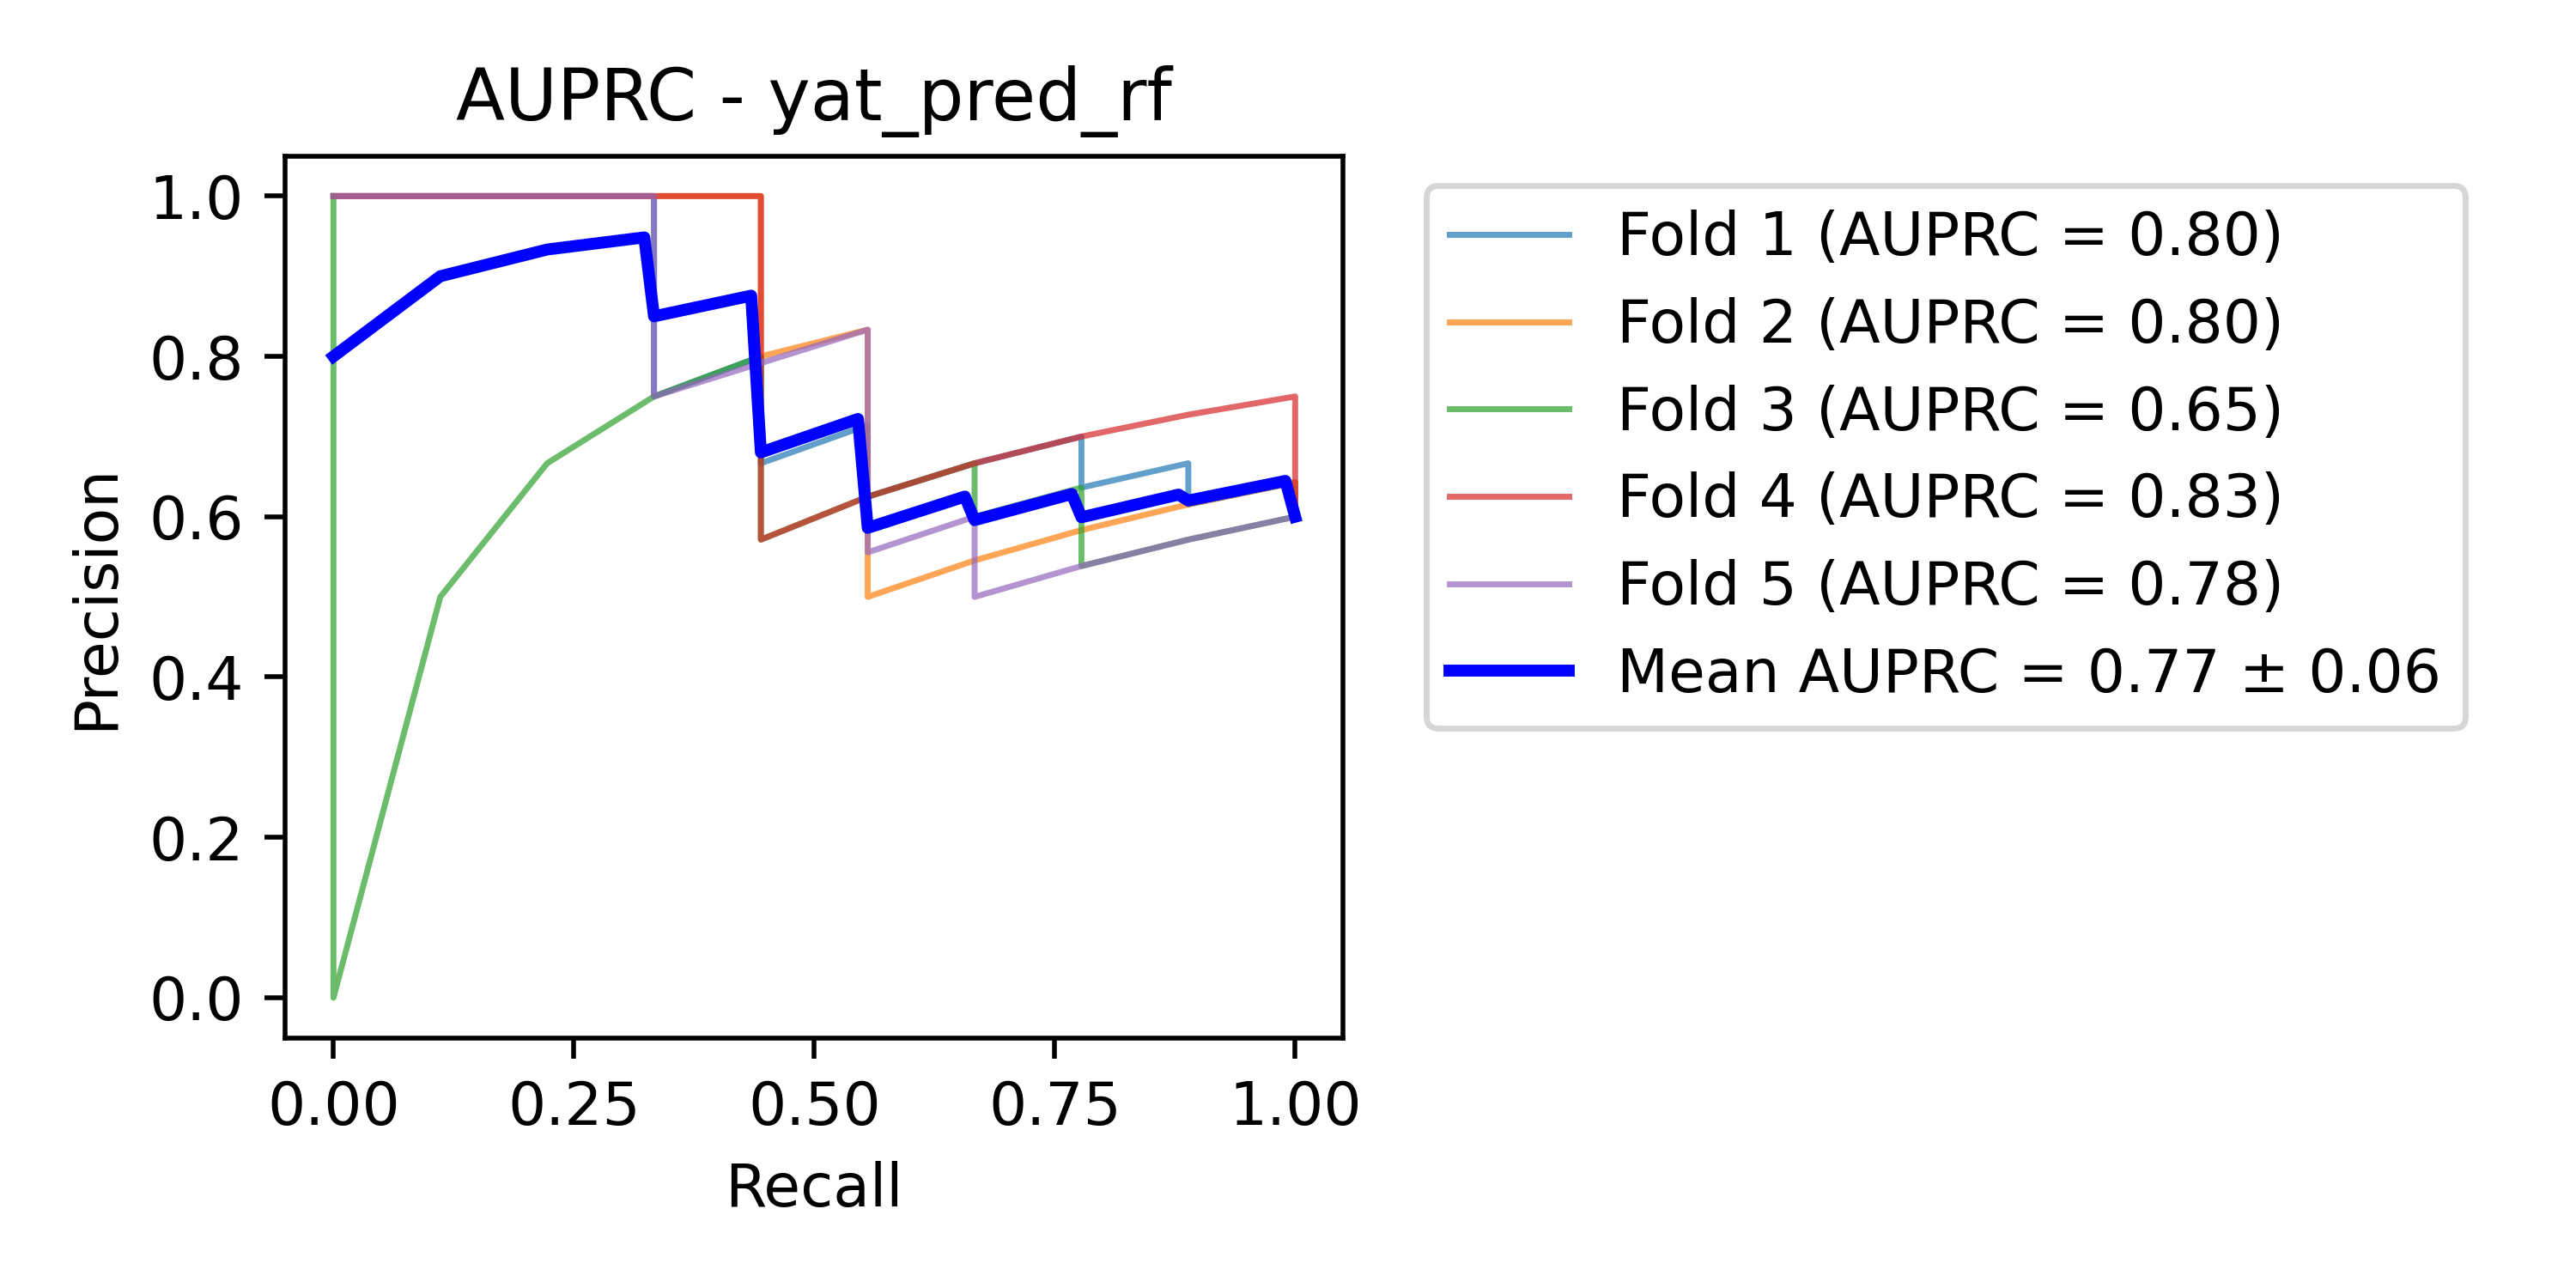 AUPRC - yat_pred_rf
Precision
1.0
0.8
0.6
0.4
0.2
0.0
0.00 0.25 0.50 0.75 1.00
Recall
Fold 1 (AUPRC = 0.80)
Fold 2 (AUPRC = 0.80)
Fold 3 (AUPRC = 0.65)
Fold 4 (AUPRC = 0.83)
Fold 5 (AUPRC = 0.78)
Mean AUPRC = 0.77 ± 0.06